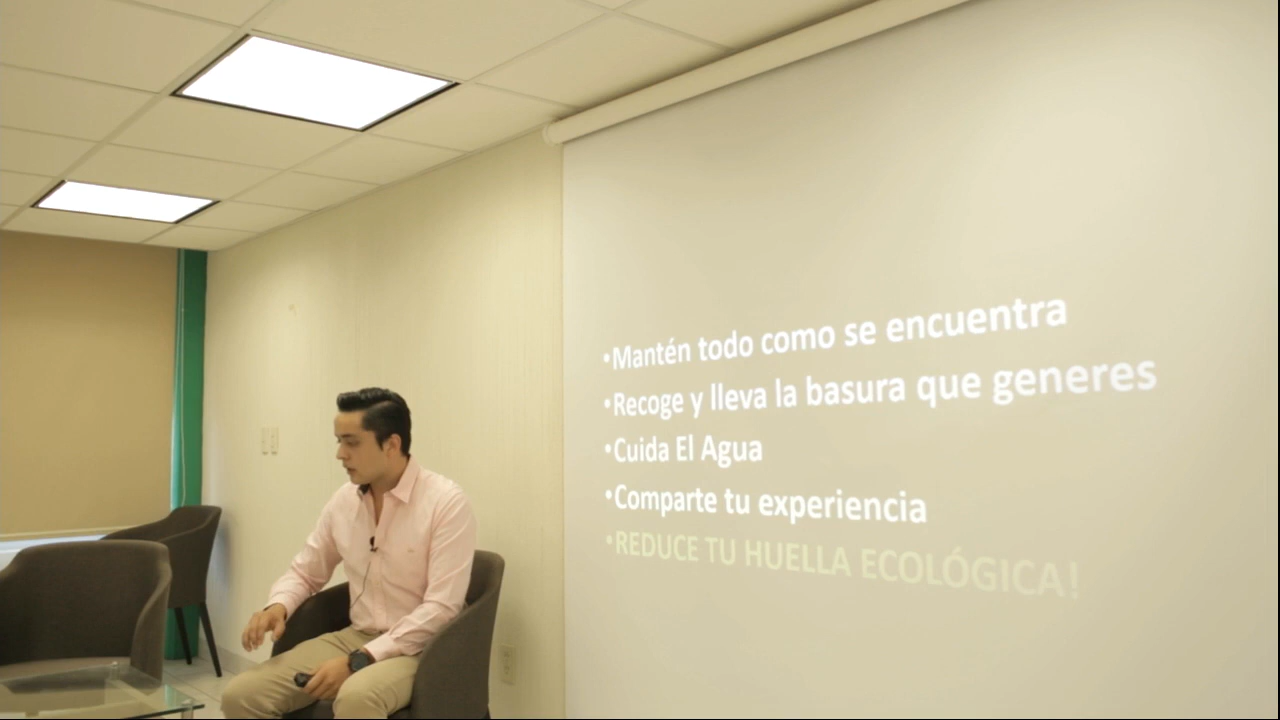 •Mantén todo como se encuentra
•Recoge y lleva la basura que generes
•Cuida El Agua
•Comparte tu experiencia
•REDUCE TU HUELLA ECOLÓGICA!